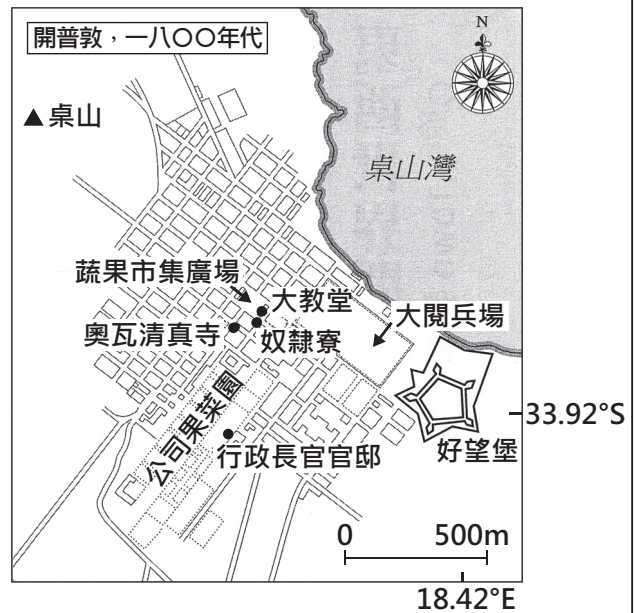 開普敦，一八〇〇年代
N
▲桌山
桌山灣
蔬果市集廣場
大教堂
大閱兵場
奧瓦清真寺
奴隸寮
公司果菜園
33.92°S
行政長官官邸
好望堡
0 500m
18.42°E